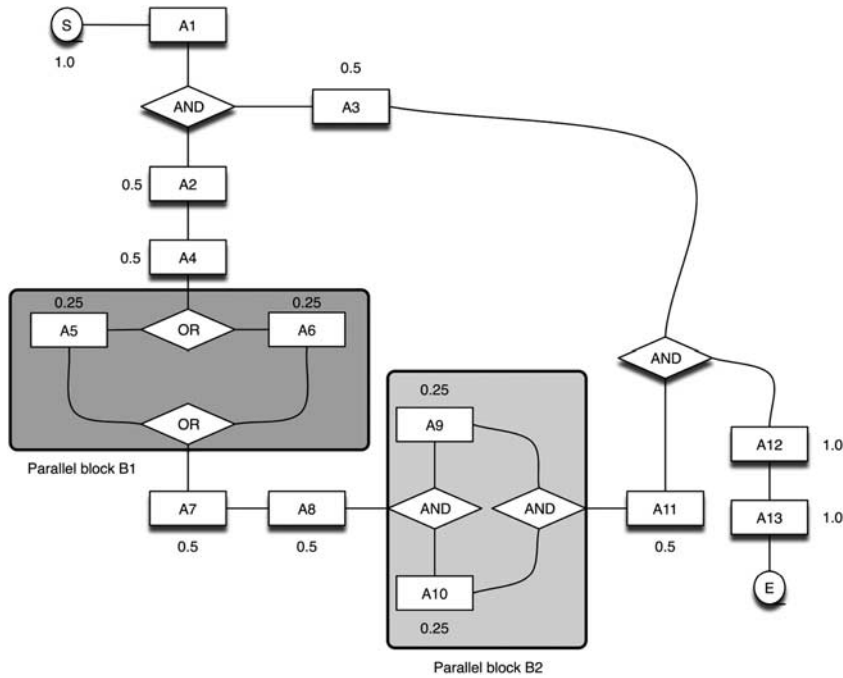 S
A1
1.0
0.5
AND
A3
0.5
A2
0.5
A4
0.25
0.25
A5
OR
A6
AND
0.25
OR
A9
A12
1.0
Parallel block B1
A7
A8
AND
AND
A11
A13
1.0
0.5
0.5
0.5
A10
E
0.25
Parallel block B2